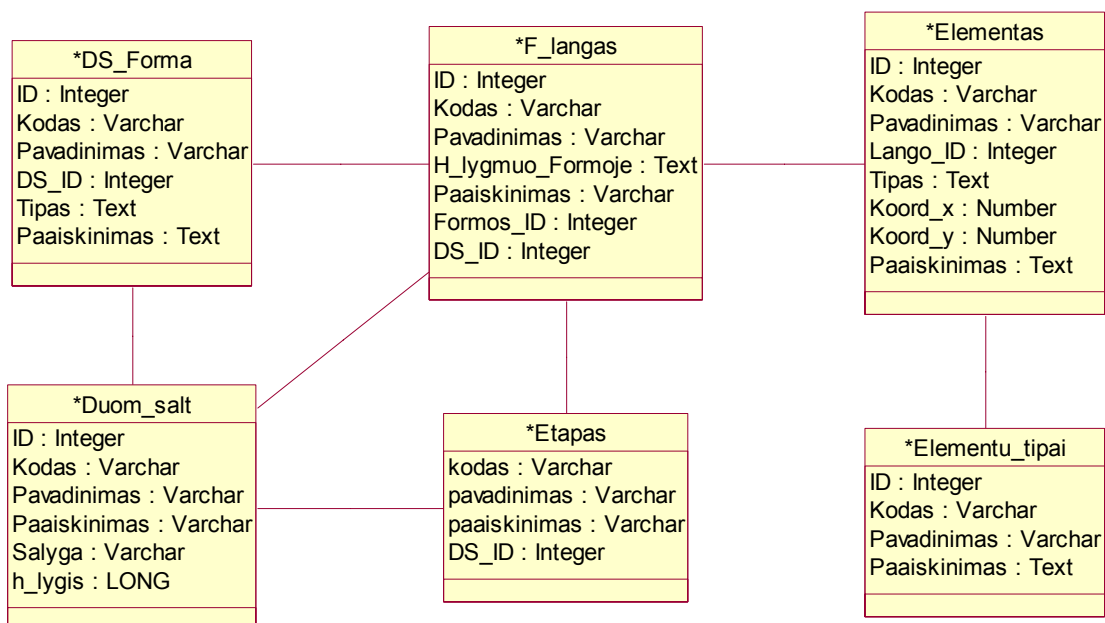 *DS_Forma
ID : Integer
Kodas : Varchar
Pavadinimas : Varchar
DS_ID : Integer
Tipas : Text
Paaiskinimas : Text
*F_langas
ID : Integer
Kodas : Varchar
Pavadinimas : Varchar
H_lygmuo_Formoje : Text
Paaiskinimas : Varchar
Formos_ID : Integer
DS_ID : Integer
*Elementas
ID : Integer
Kodas : Varchar
Pavadinimas : Varchar
Lango_ID : Integer
Tipas : Text
Koord_x : Number
Koord_y : Number
Paaiskinimas : Text
*Duom_salt
ID : Integer
Kodas : Varchar
Pavadinimas : Varchar
Paaiskinimas : Varchar
Salyga : Varchar
h_lygis : LONG
*Etapas
kodas : Varchar
pavadinimas : Varchar
paaiskinimas : Varchar
DS_ID : Integer
*Elementu_tipai
ID : Integer
Kodas : Varchar
Pavadinimas : Varchar
Paaiskinimas : Text